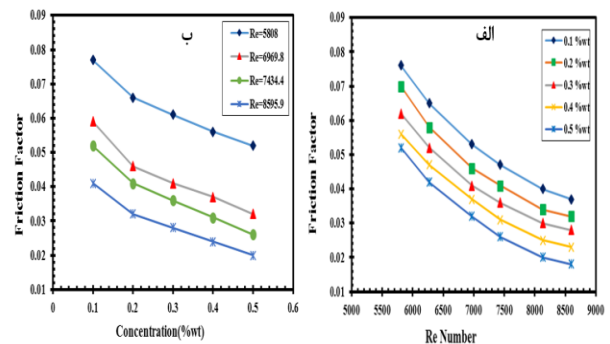 ب
0.09
0.08
0.07
0.06
0.05
0.04
0.03
0.02
0.01
Friction Factor
0 0.1 0.2 0.3 0.4 0.5 0.6
Concentration(%wt)
Re=5808
Re=6969.8
Re=7434.4
Re=8595.9
الف
0.09
0.08
0.07
0.06
0.05
0.04
0.03
0.02
0.01
Friction Factor
5000 5500 6000 6500 7000 7500 8000 8500 9000
Re Number
0.1 %wt
0.2 %wt
0.3 %wt
0.4 %wt
0.5 %wt